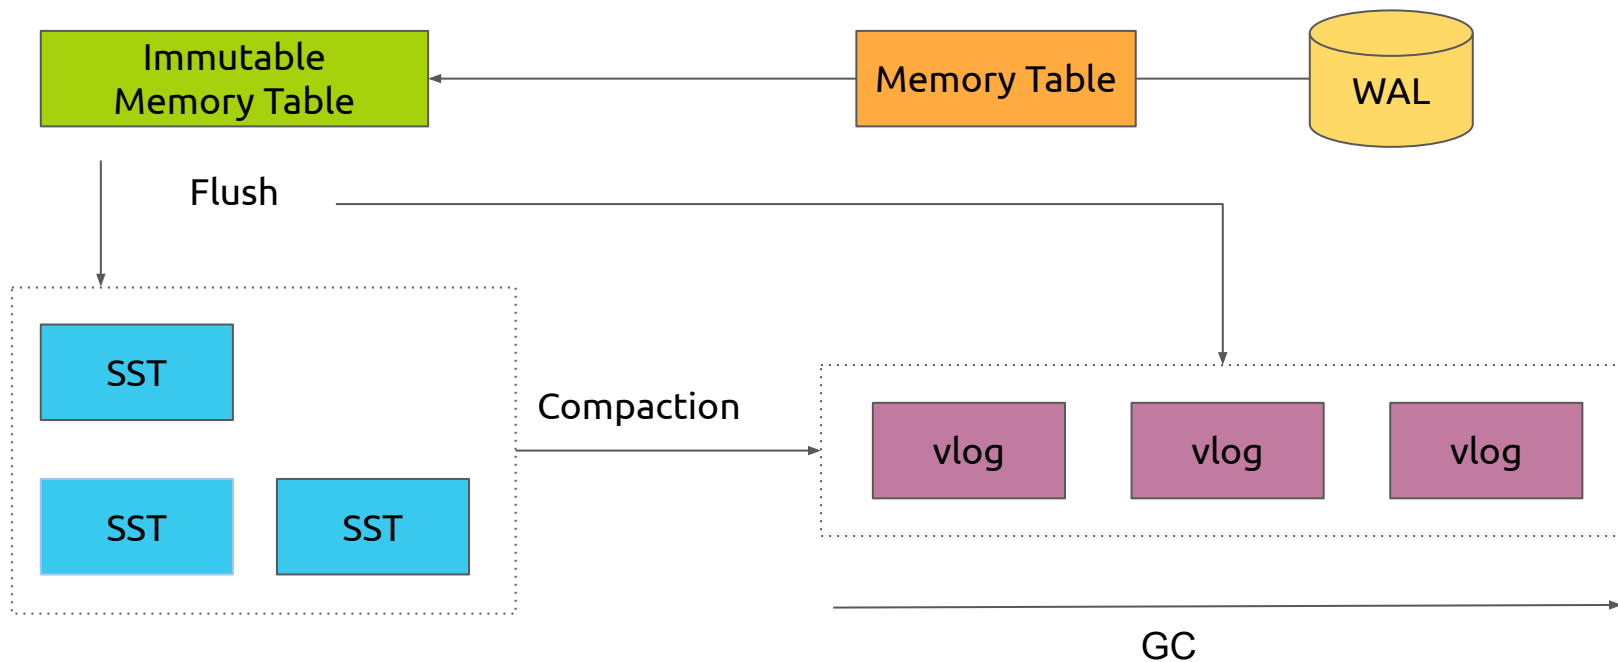 Immutable
Memory Table
Memory Table
WAL
Flush
SST
Compaction
vlog
vlog
vlog
SST
SST
GC